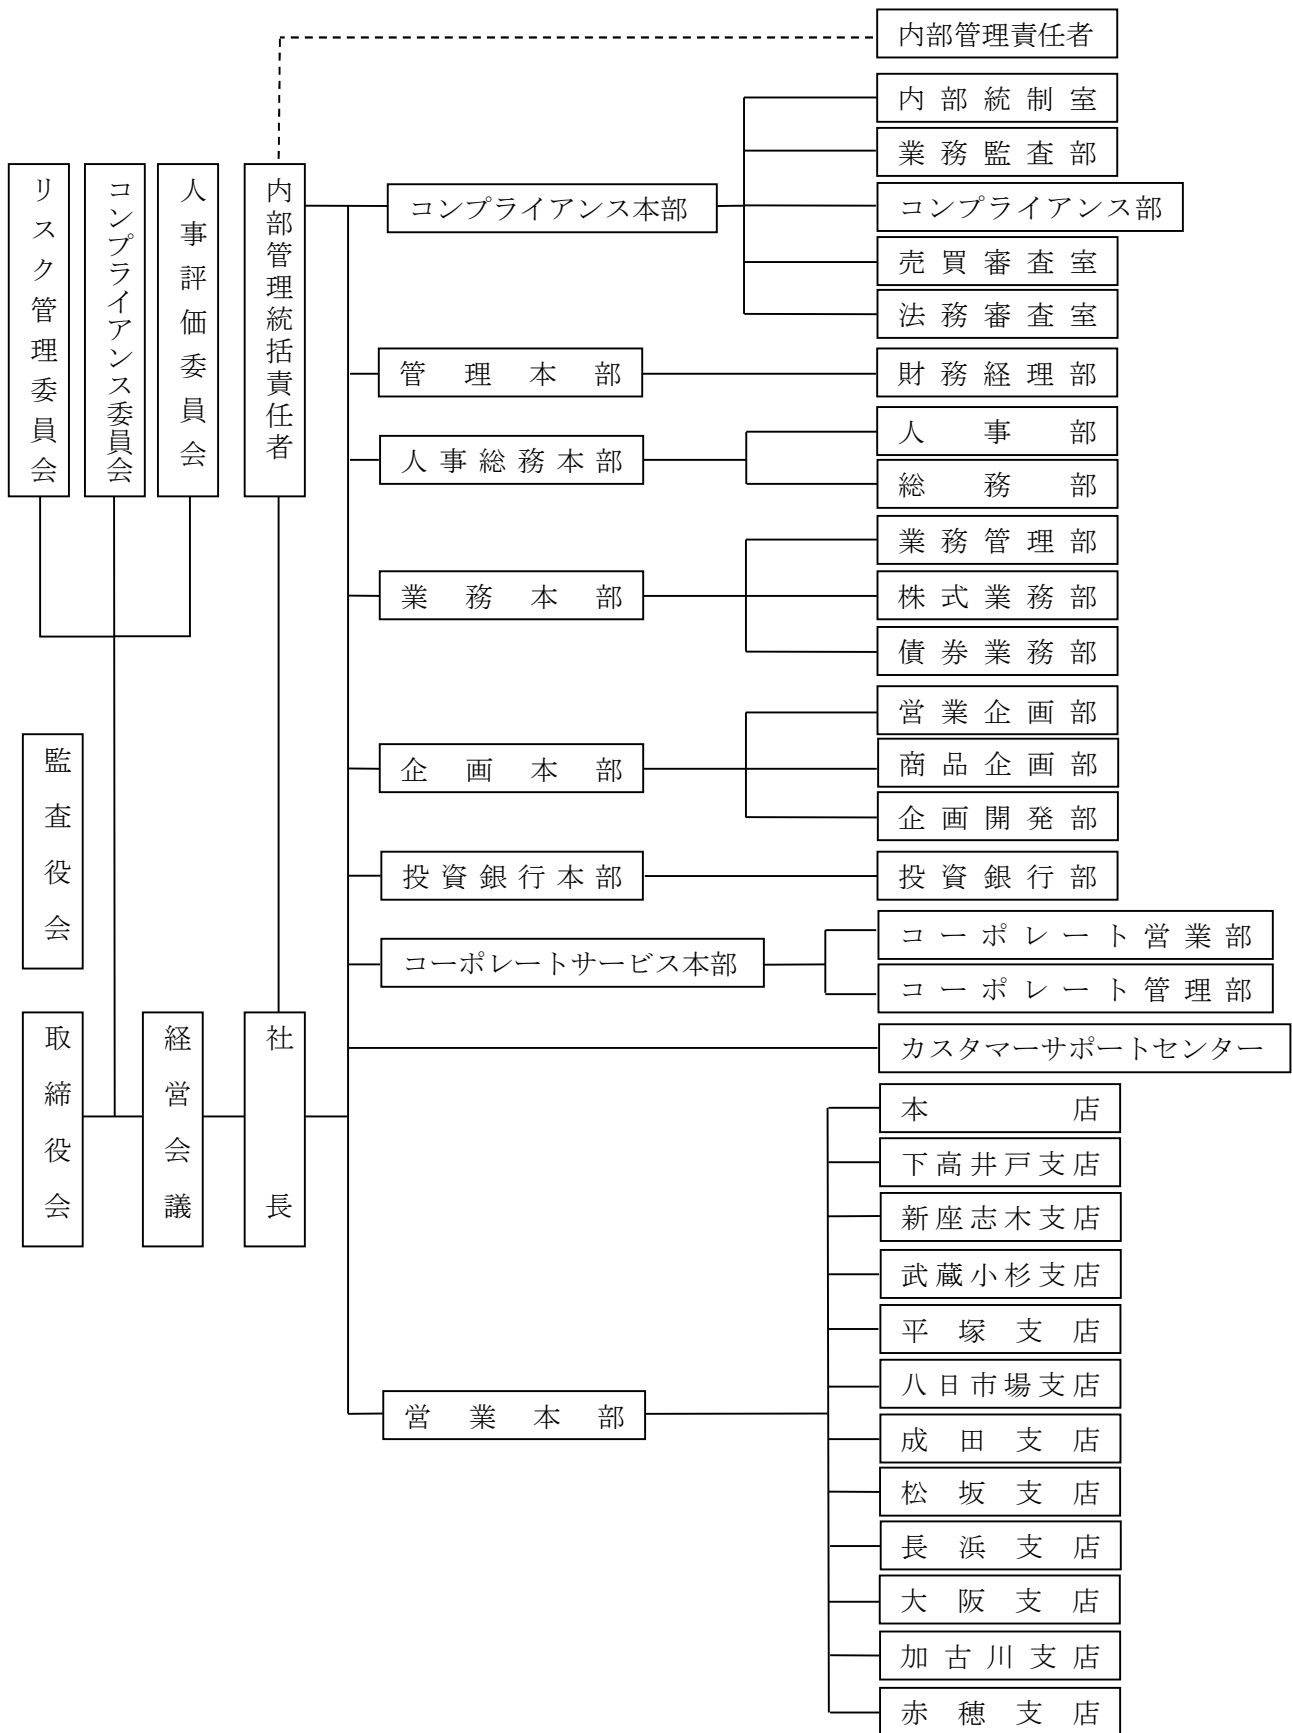 内部管理責任者
内部統制室
業務監査部
コンプライアンス部
売買審査室
法務審査室
リスク管理委員会
コンプライアンス委員会
人事評価委員会
内部管理統括責任者
コンプライアンス本部
管理本部
財務経理部
人事総務本部
人事部
総務部
業務本部
業務管理部
株式業務部
債券業務部
企画本部
営業企画部
商品企画部
企画開発部
監査役会
投資銀行本部
投資銀行部
コーポレートサービス本部
コーポレート営業部
コーポレート管理部
取締役会
経営会議
社長
カスタマーサポートセンター
営業本部
本店
下高井戸支店
新座志木支店
武蔵小杉支店
平塚支店
八日市場支店
成田支店
松坂支店
長浜支店
大阪支店
加古川支店
赤穂支店